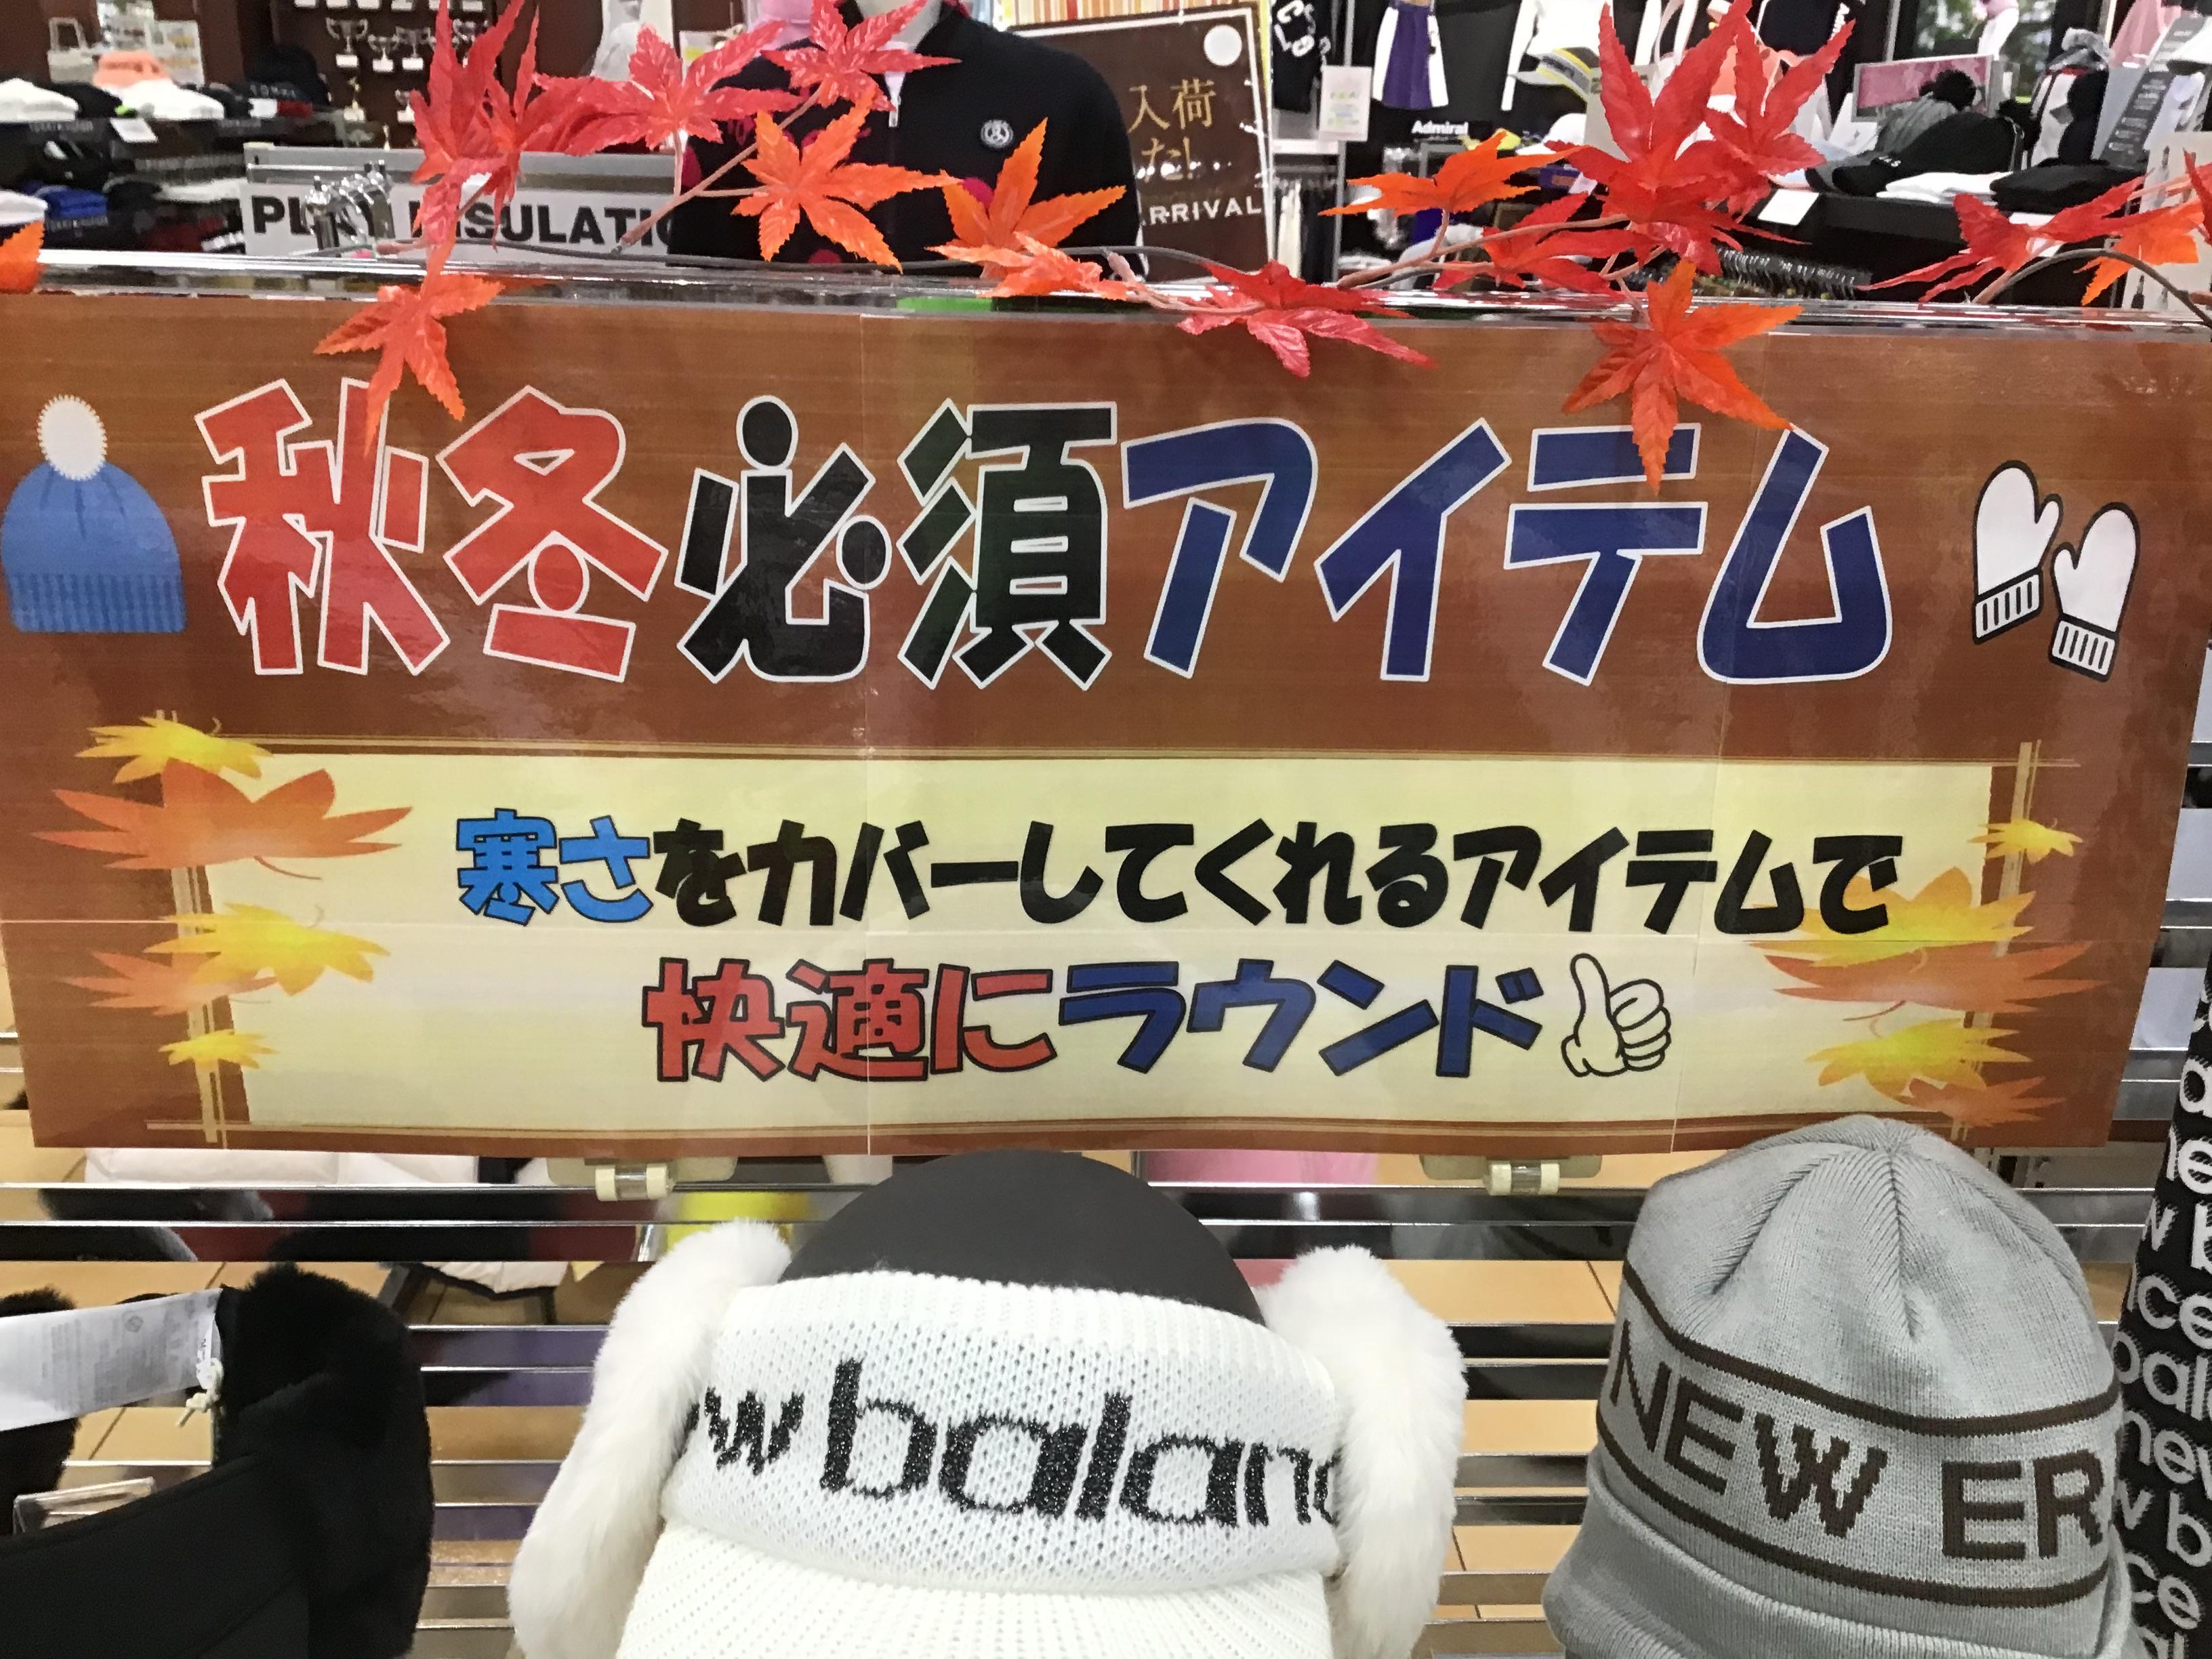 入荷
ARRIVAL
Admiral
秋冬必須アイテム
寒さをカバーしてくれるアイテムで
快適にラウンド
w balanc
NEW ER